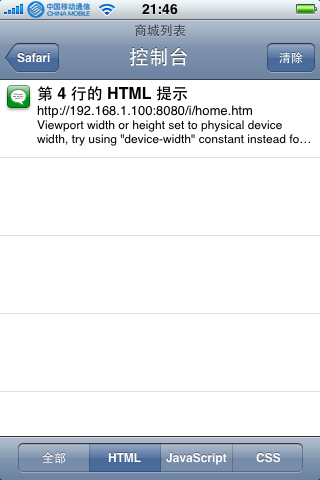 中国移动通信
CHINA MOBILE
21:46
商城列表
Safari
控制台
清除
第 4 行的 HTML 提示
http://192.168.1.100:8080/i/home.htm
Viewport width or height set to physical device
width, try using "device-width" constant instead fo…
全部
HTML
JavaScript
CSS